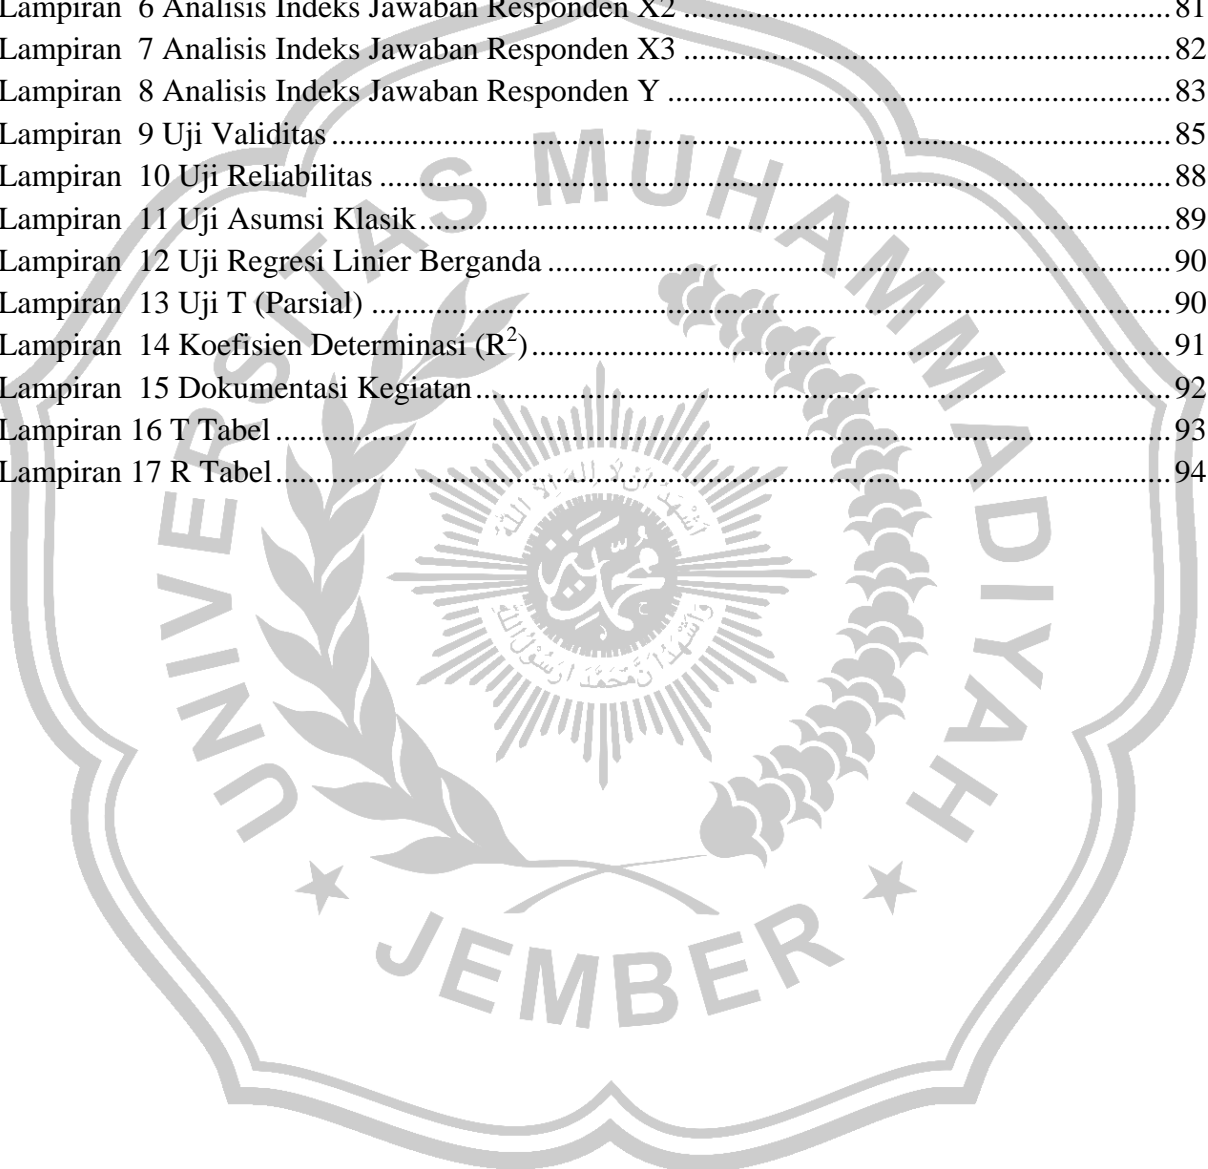 Lampiran  6 Analisis Indeks Jawaban Responden X2 ............................................................. 81
Lampiran  7 Analisis Indeks Jawaban Responden X3 ............................................................. 82
Lampiran  8 Analisis Indeks Jawaban Responden Y ............................................................... 83
Lampiran  9 Uji Validitas ........................................................................................................ 85
Lampiran  10 Uji Reliabilitas .................................................................................................. 88
Lampiran  11 Uji Asumsi Klasik ............................................................................................. 89
Lampiran  12 Uji Regresi Linier Berganda ............................................................................. 90
Lampiran  13 Uji T (Parsial) ................................................................................................... 90
Lampiran  14 Koefisien Determinasi (R²) ............................................................................... 91
Lampiran  15 Dokumentasi Kegiatan ...................................................................................... 92
Lampiran 16 T Tabel ............................................................................................................... 93
Lampiran 17 R Tabel ............................................................................................................... 94
UNIVERSITAS MUHAMMADIYAH
JEMBER